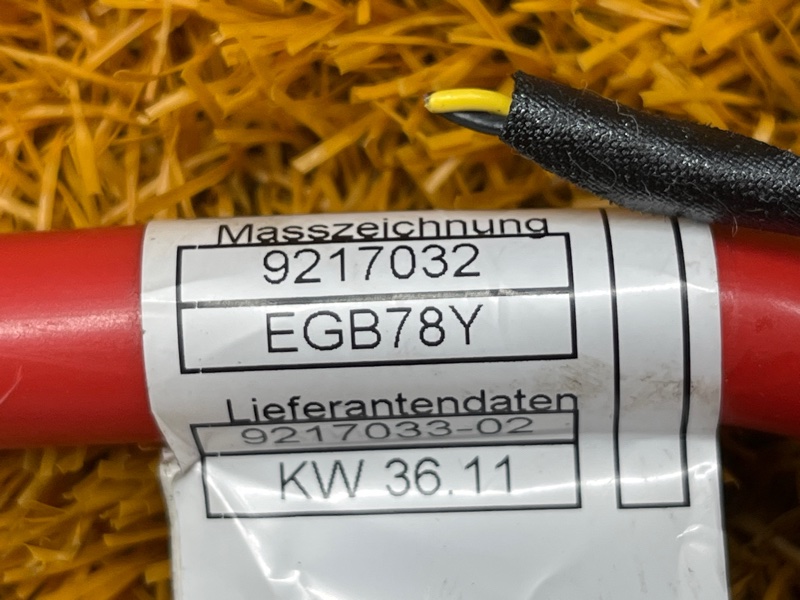 Masszeichnung
9217032
EGB78Y
Lieferantendaten
9217033-02
KW 36.11